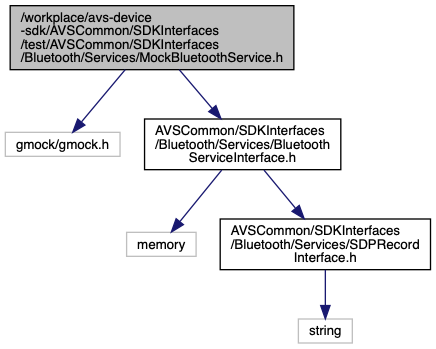 /workplace/avs-device
-sdk/AVSCommon/SDKInterfaces
/test/AVSCommon/SDKInterfaces
/Bluetooth/Services/MockBluetoothService.h
gmock/gmock.h
AVSCommon/SDKInterfaces
/Bluetooth/Services/Bluetooth
ServiceInterface.h
memory
AVSCommon/SDKInterfaces
/Bluetooth/Services/SDPRecord
Interface.h
string